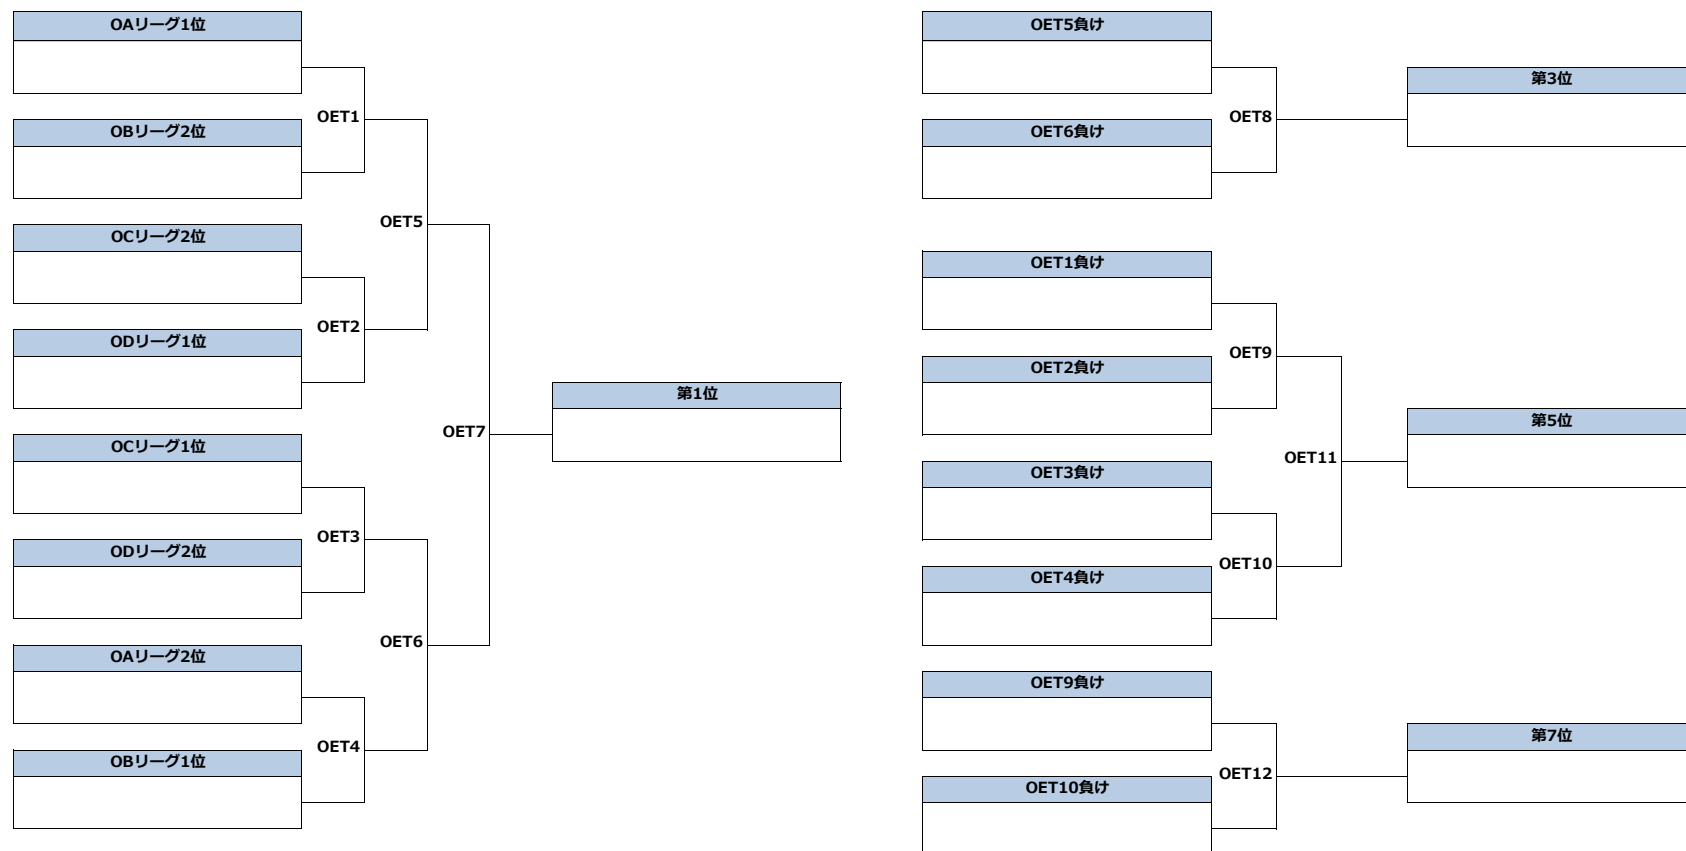 OAリーグ1位
OET1
OBリーグ2位
OET5
OCリーグ2位
OET2
ODリーグ1位
第1位
OET7
OCリーグ1位
OET3
ODリーグ2位
OET6
OAリーグ2位
OET4
OBリーグ1位
OET5負け
第3位
OET8
OET6負け
OET1負け
OET9
OET2負け
第5位
OET11
OET3負け
OET10
OET4負け
OET9負け
第7位
OET12
OET10負け